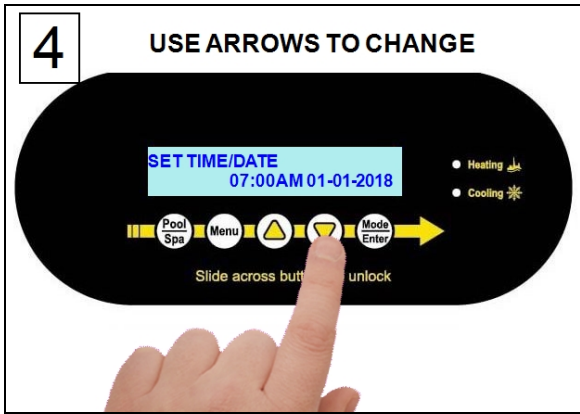 4
USE ARROWS TO CHANGE
SET TIME/DATE
07:00AM 01-01-2018
Heating
Cooling
Pool
Spa
Menu
Mode
Enter
Slide across but unlock